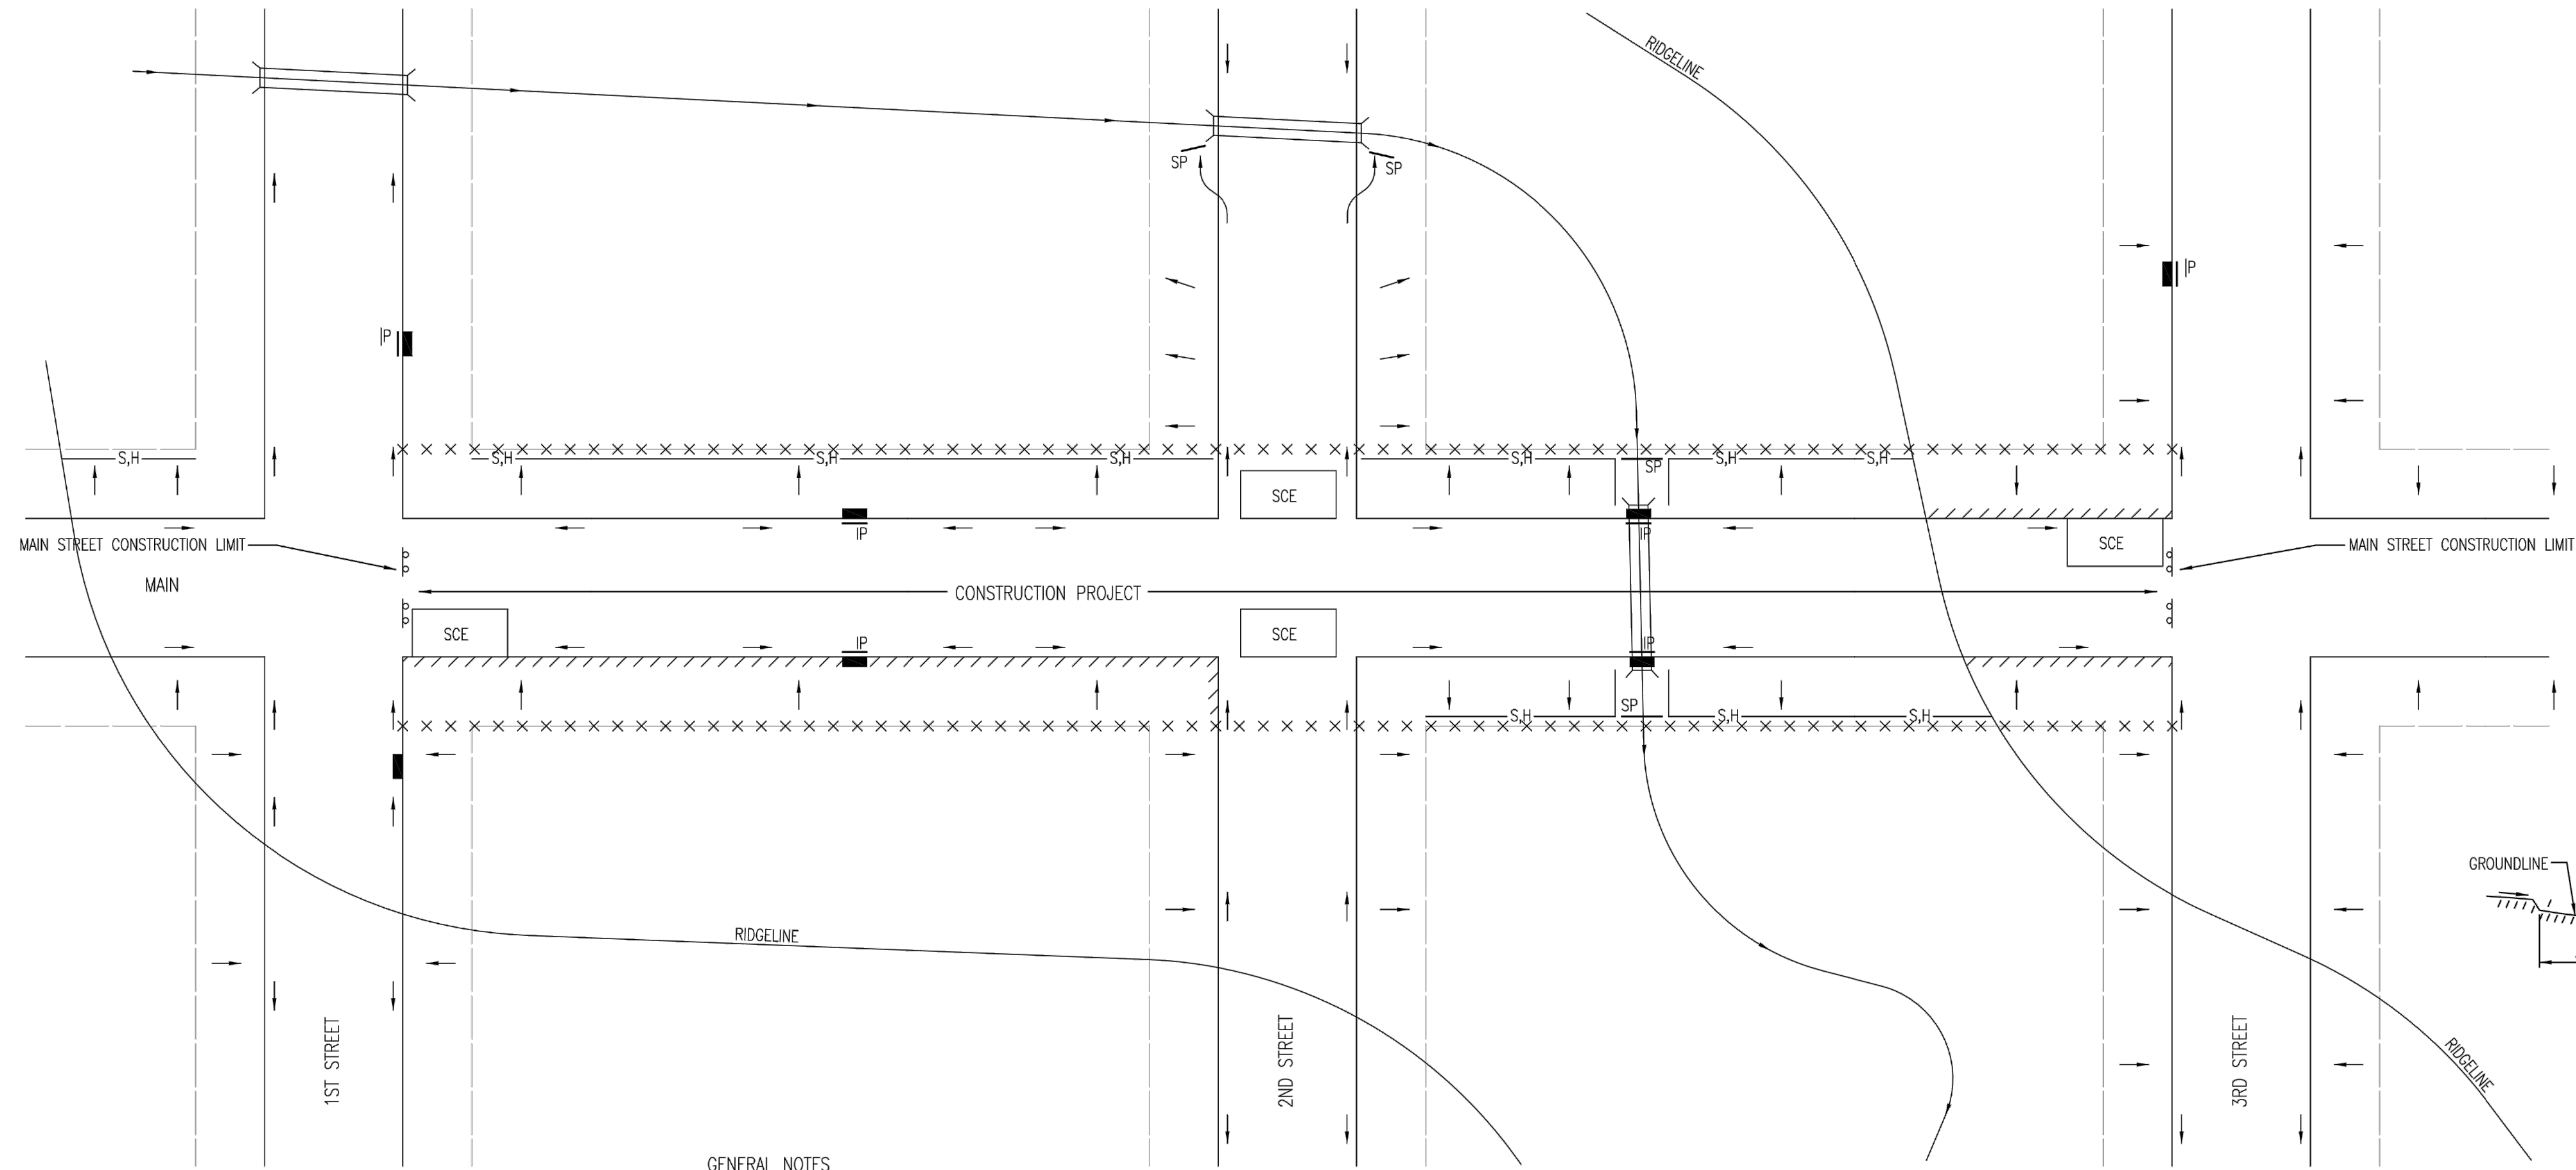 RIDGELINE
SP
SP
IP
IP
S,H
S,H
S,H
S,H
S,H
SP
S,H
S,H
SCE
IP
IP
SCE
MAIN STREET CONSTRUCTION LIMIT
MAIN STREET CONSTRUCTION LIMIT
MAIN
CONSTRUCTION PROJECT
SCE
SCE
IP
IP
S,H
SP
S,H
S,H
GROUNDLINE
RIDGELINE
1ST STREET
2ND STREET
3RD STREET
RIDGELINE
GENERAL NOTES